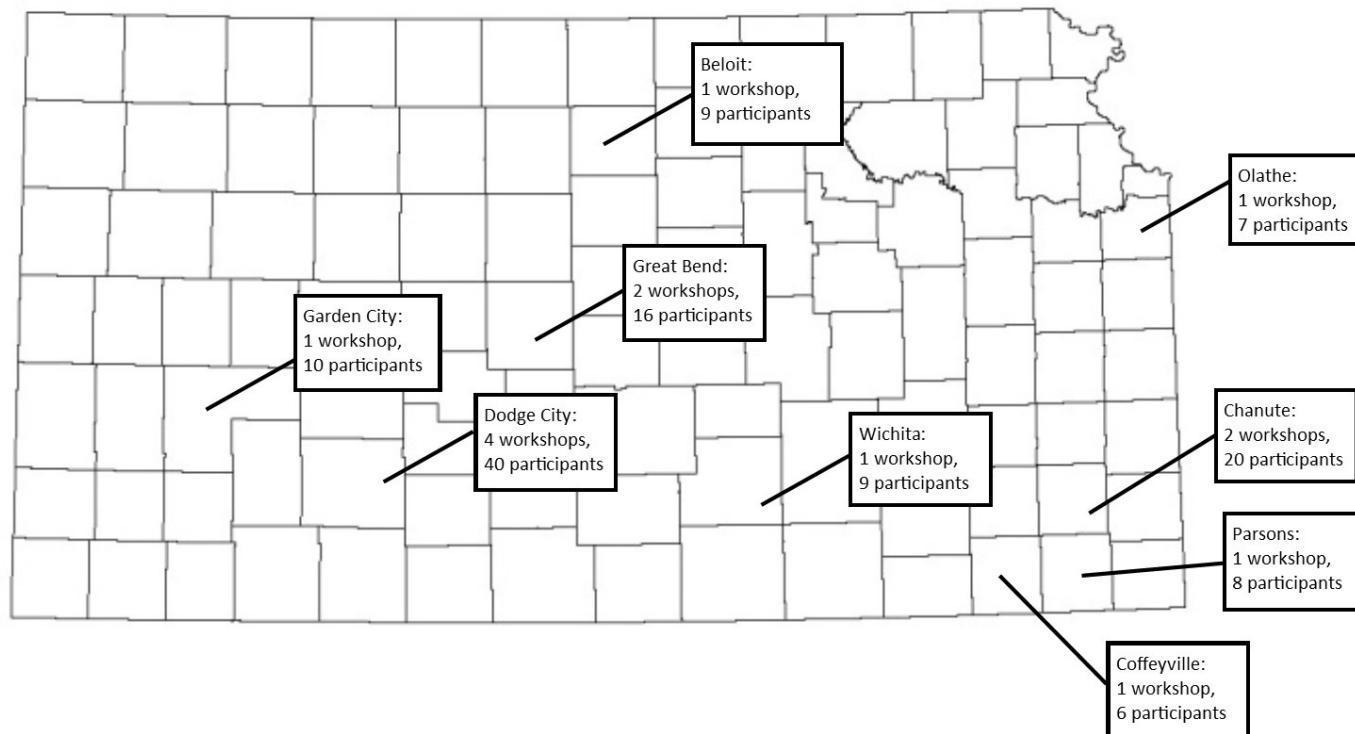 Beloit:
1 workshop,
9 participants
Olathe:
1 workshop,
7 participants
Great Bend:
2 workshops,
16 participants
Garden City:
1 workshop,
10 participants
Dodge City:
4 workshops,
40 participants
Wichita:
1 workshop,
9 participants
Chanute:
2 workshops,
20 participants
Parsons:
1 workshop,
8 participants
Coffeyville:
1 workshop,
6 participants